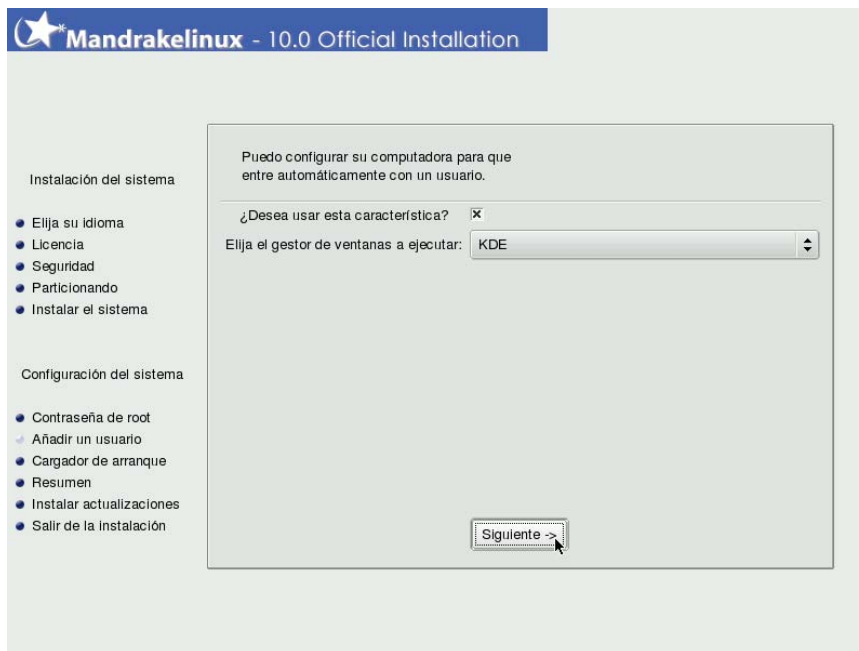 Mandrakelinux - 10.0 Official Installation
Instalación del sistema
Elija su idioma
Licencia
Seguridad
Particionando
Instalar el sistema
Configuración del sistema
Contraseña de root
Añadir un usuario
Cargador de arranque
Resumen
Instalar actualizaciones
Salir de la instalación
Puedo configurar su computadora para que
entre automáticamente con un usuario.
¿Desea usar esta característica?
Elija el gestor de ventanas a ejecutar: KDE
Siguiente ->